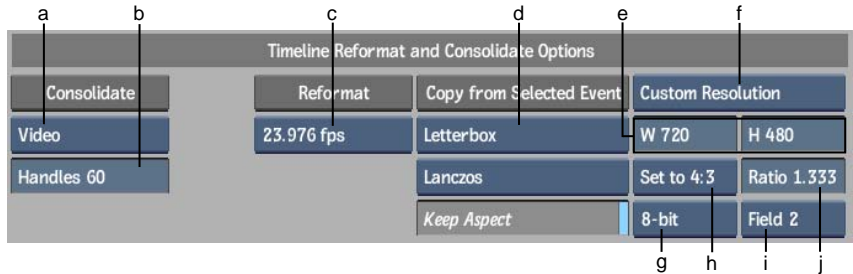 a b c d e f
Timeline Reformat and Consolidate Options
Consolidate Reformat Copy from Selected Event Custom Resolution
Video 23.976 fps Letterbox W 720 H 480
Handles 60 Lanczos Set to 4:3 Ratio 1.333
Keep Aspect 8-bit Field 2
g h i j